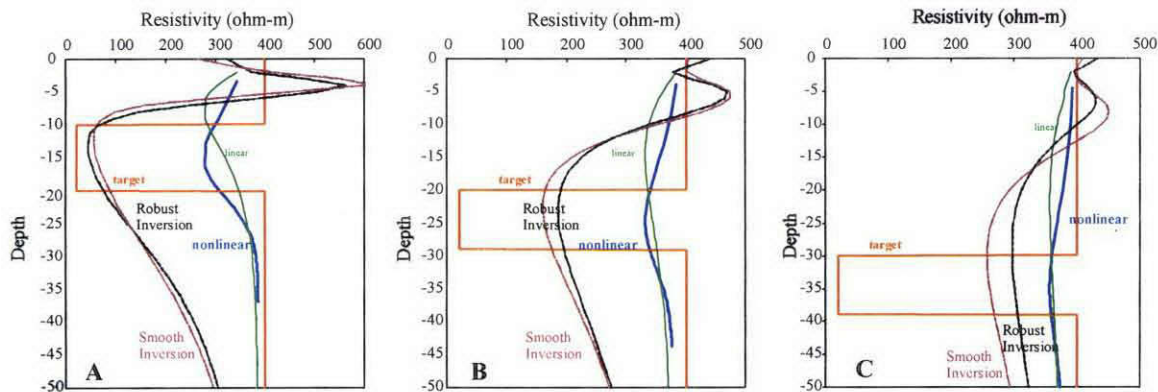 Resistivity (ohm-m)
0 100 200 300 400 500 600
0
-5
-10
-15
-20
-25
-30
-35
-40
-45
-50
Depth
linear
target
Robust
Inversion
nonlinear
Smooth
Inversion
A
Resistivity (ohm-m)
0 100 200 300 400 500
0
-5
-10
-15
-20
-25
-30
-35
-40
-45
-50
Depth
linear
target
Robust
Inversion
nonlinear
Smooth
Inversion
B
Resistivity (ohm-m)
0 100 200 300 400 500
0
-5
-10
-15
-20
-25
-30
-35
-40
-45
-50
Depth
linear
nonlinear
target
Robust
Inversion
Smooth
Inversion
C